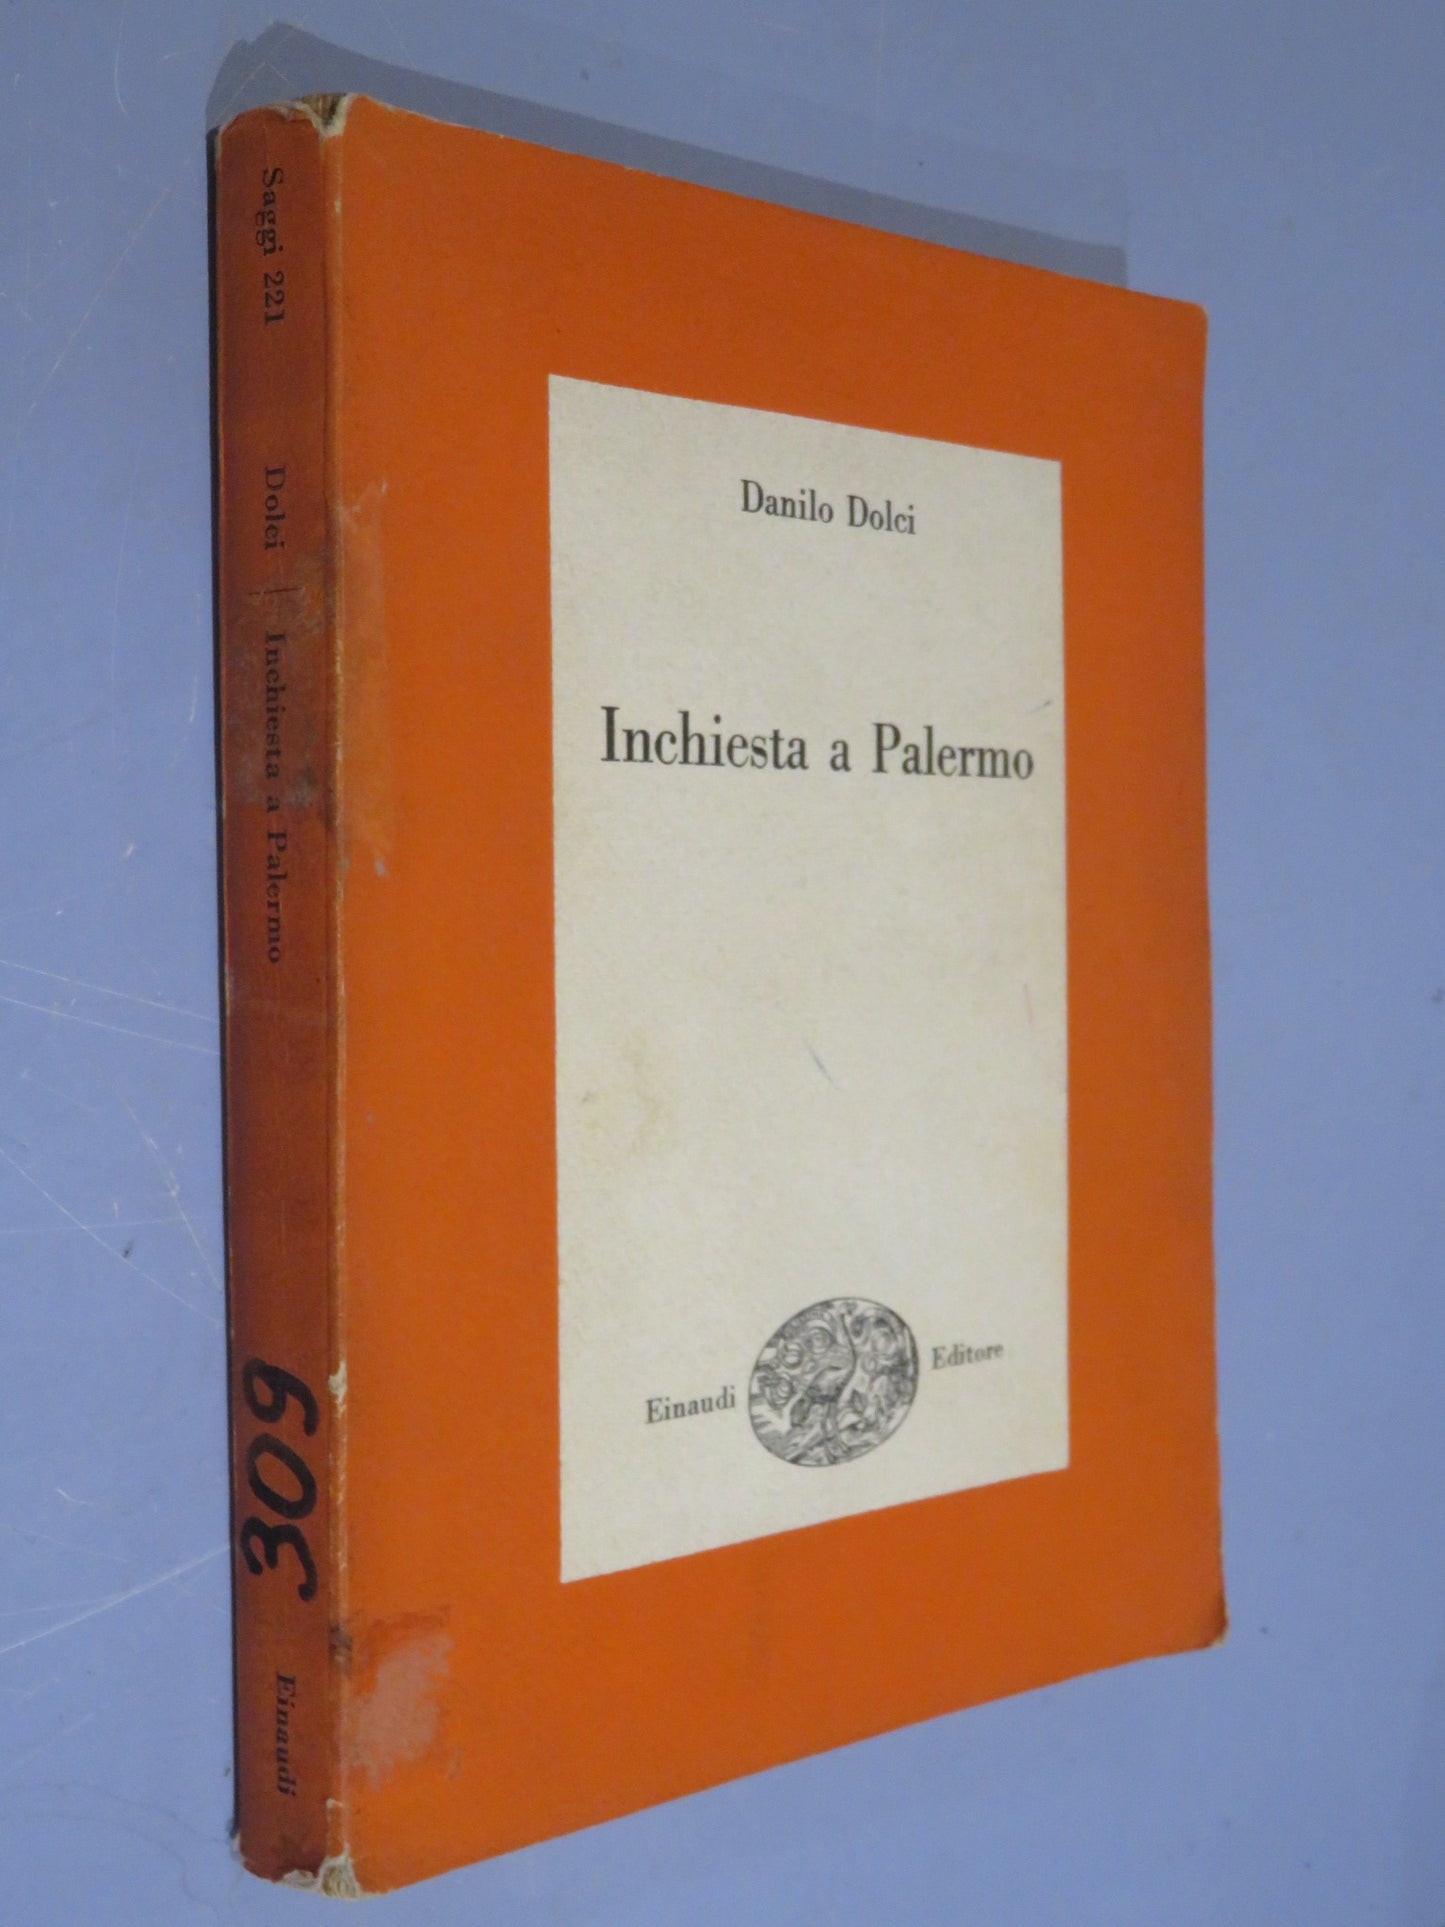 Saggi 221
Dolci | Inchiesta a Palermo
309
Einaudi
Danilo Dolci
Inchiesta a Palermo
Einaudi Editore